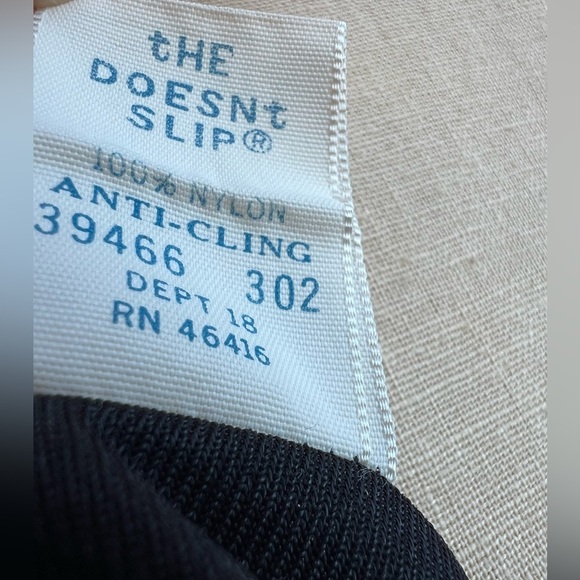 tHE
DOESNt
SLIP®
100% NYLON
ANTI-CLING
39466 302
DEPT 18
RN 46416